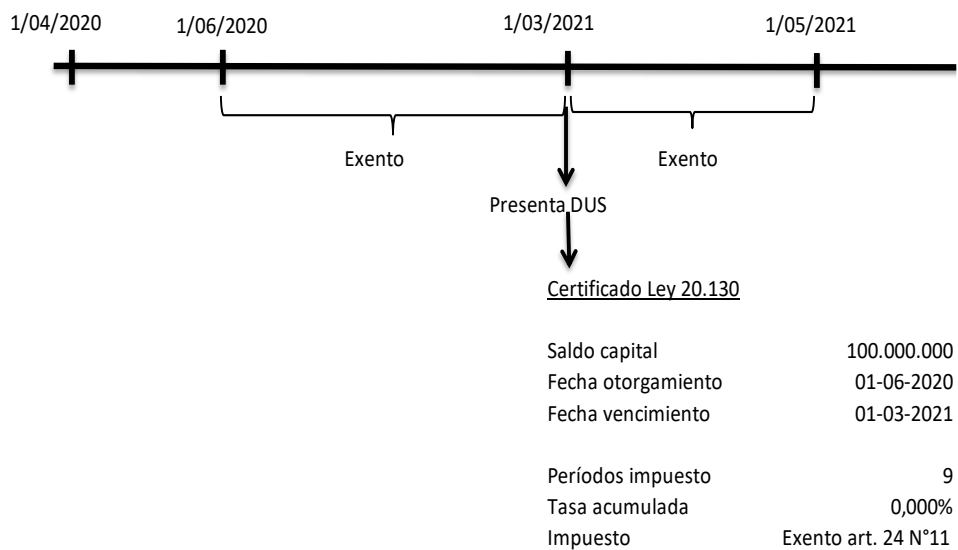 1/04/2020 1/06/2020 1/03/2021 1/05/2021
Exento Exento
Presenta DUS
Certificado Ley 20.130
Saldo capital 100.000.000
Fecha otorgamiento 01-06-2020
Fecha vencimiento 01-03-2021
Períodos impuesto 9
Tasa acumulada 0,000%
Impuesto Exento art. 24 N°11